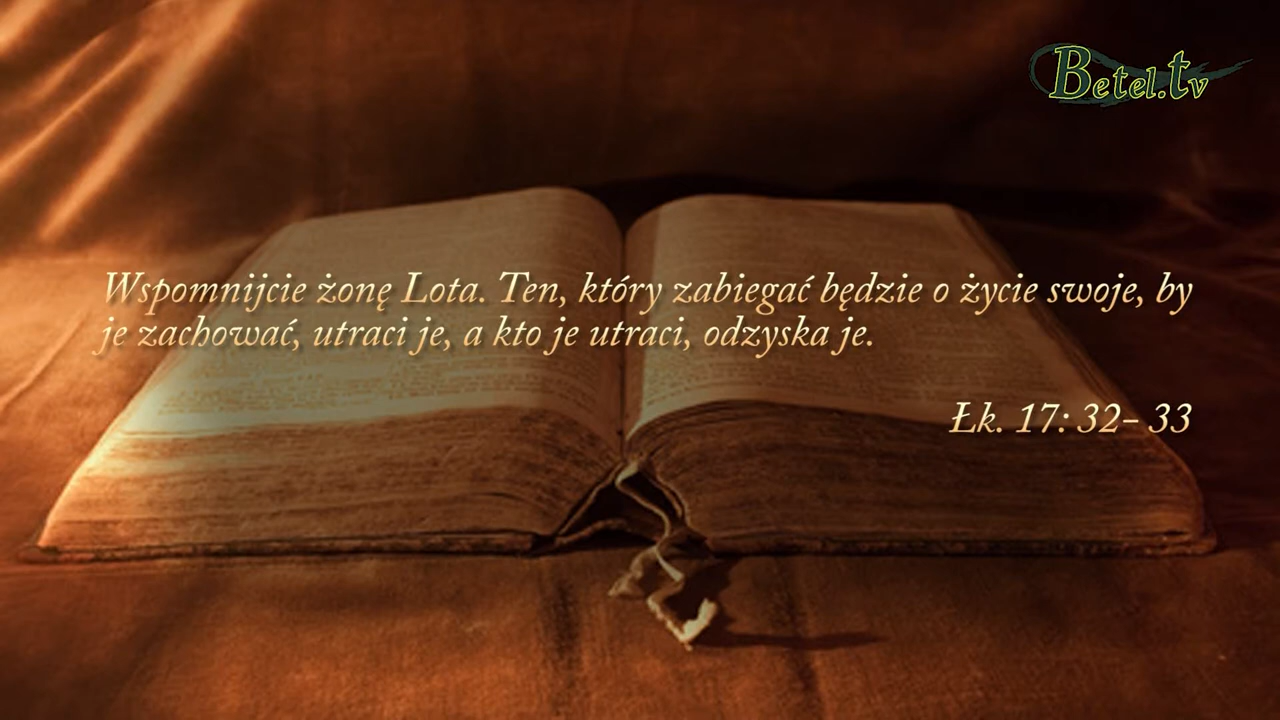 Betel.tv
Wspomnijcie żonę Lota. Ten, który zabiegać będzie o życie swoje, by
je zachować, utraci je, a kto je utraci, odzyska je.
Łk. 17: 32- 33